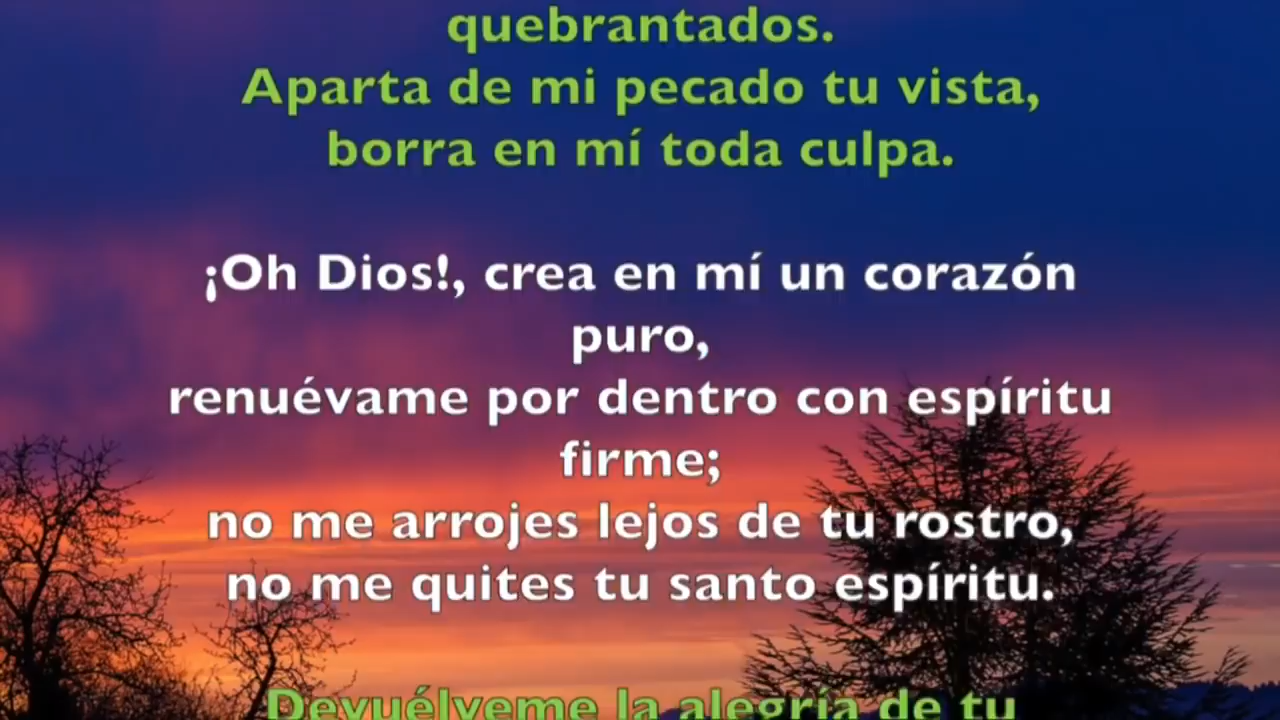 quebrantados.
Aparta de mi pecado tu vista,
borra en mí toda culpa.
¡Oh Dios!, crea en mí un corazón
puro,
renuévame por dentro con espíritu
firme;
no me arrojes lejos de tu rostro,
no me quites tu santo espíritu.
Devuélveme la alegría de tu